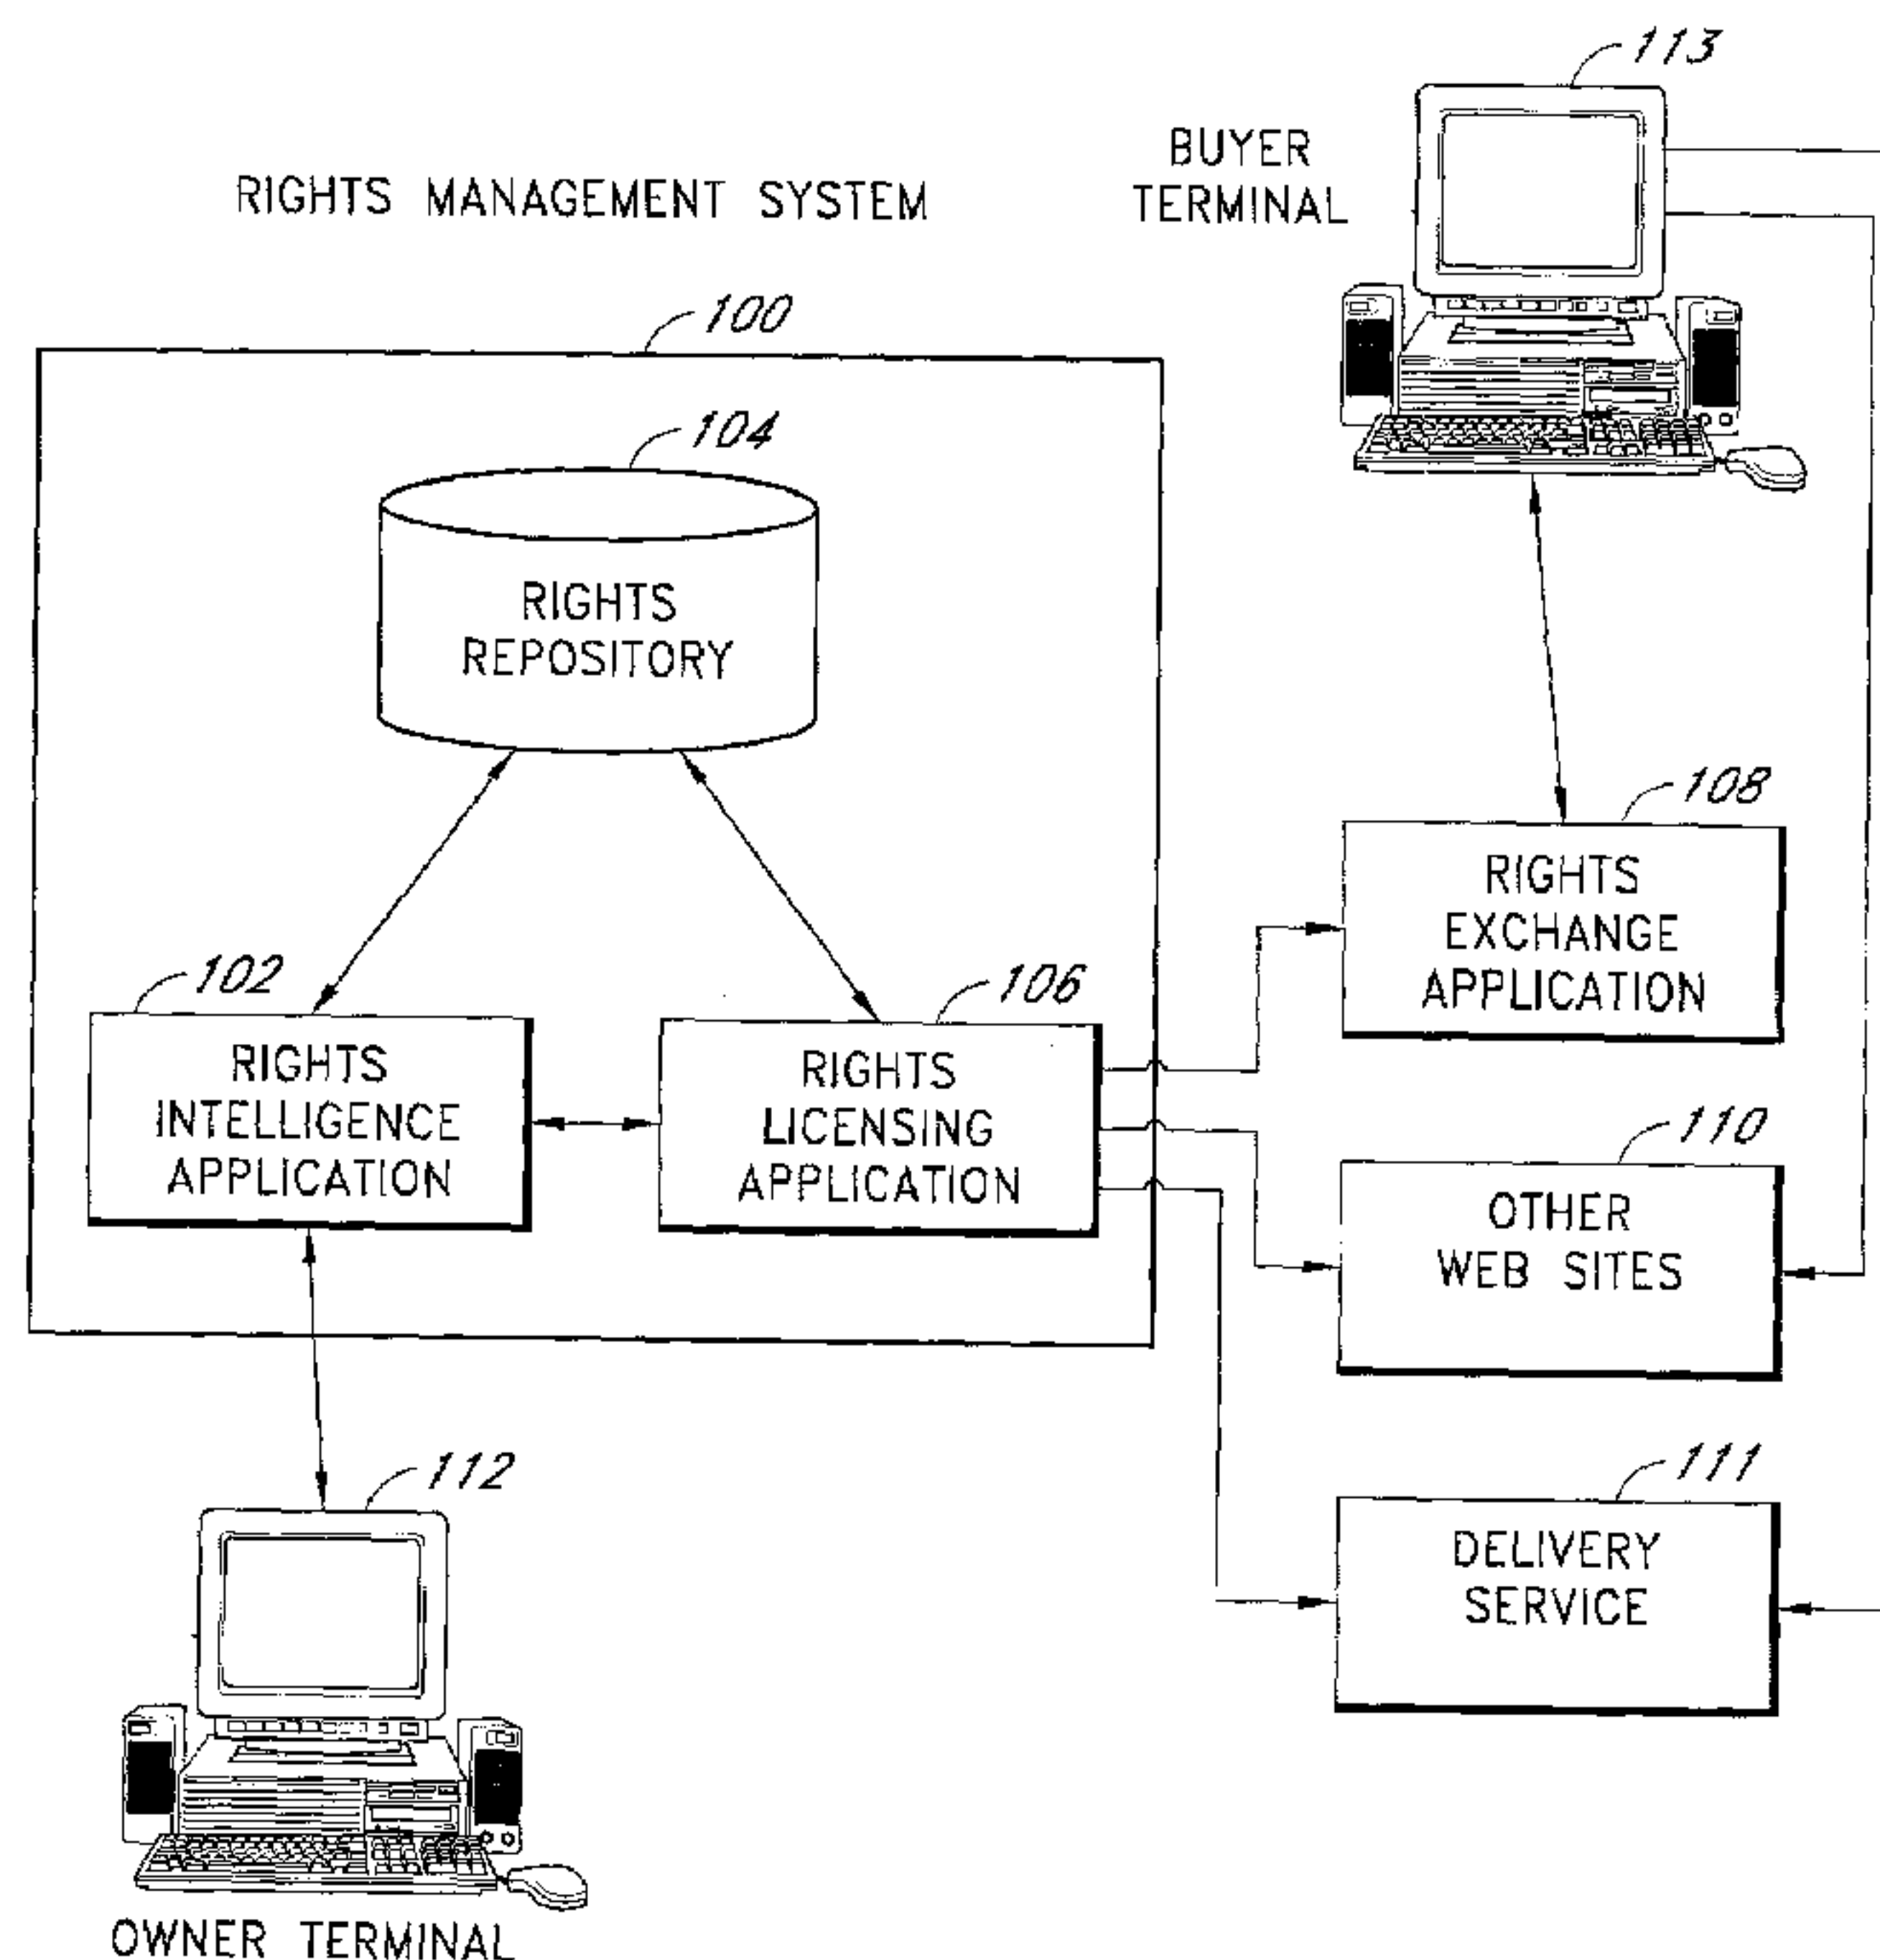 113
BUYER
TERMINAL
RIGHTS MANAGEMENT SYSTEM
100
104
RIGHTS
REPOSITORY
108
RIGHTS
EXCHANGE
APPLICATION
102
RIGHTS
INTELLIGENCE
APPLICATION
106
RIGHTS
LICENSING
APPLICATION
110
OTHER
WEB SITES
111
DELIVERY
SERVICE
112
OWNER TERMINAL